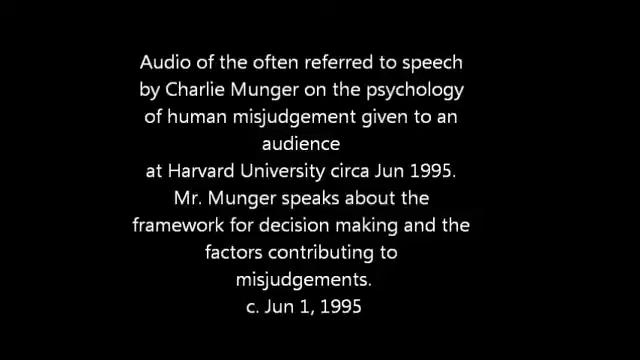 Audio of the often referred to speech
by Charlie Munger on the psychology
of human misjudgement given to an
audience
at Harvard University circa Jun 1995.
Mr. Munger speaks about the
framework for decision making and the
factors contributing to
misjudgements.
c. Jun 1, 1995